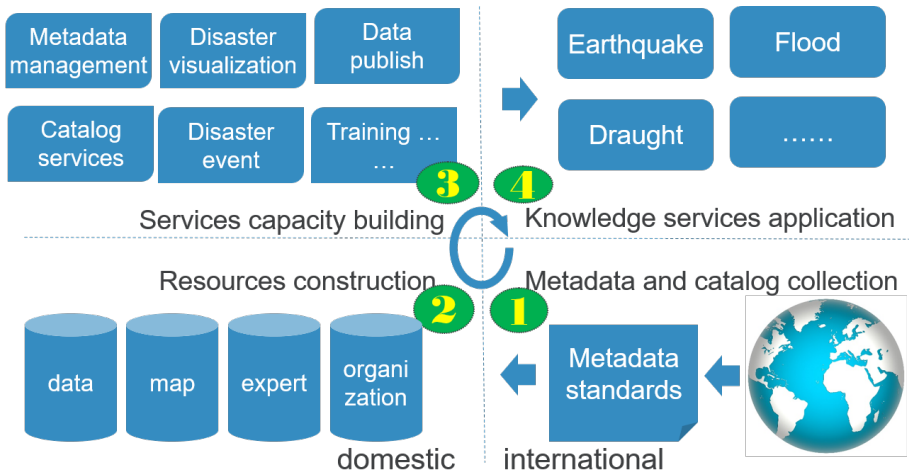 Metadata
management
Disaster
visualization
Data
publish
Catalog
services
Disaster
event
Training …
…
3
Services capacity building
Earthquake
Flood
Draught
……
4
Knowledge services application
Resources construction
2
data
map
expert
organi
zation
domestic
Metadata and catalog collection
1
Metadata
standards
international